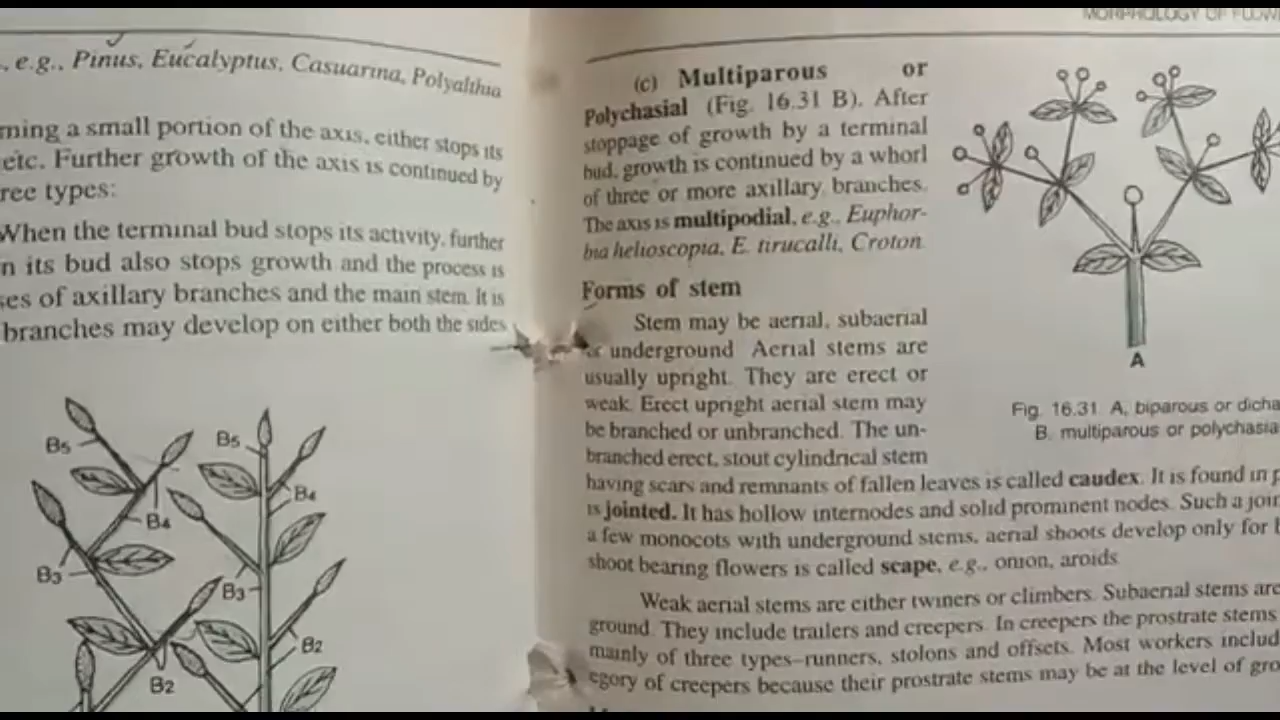 ., e.g., Pinus, Eucalyptus, Casuarina, Polyalthia
ming a small portion of the axis, either stops its
etc. Further growth of the axis is continued by
ree types:
When the terminal bud stops its activity, further
n its bud also stops growth and the process is
ses of axillary branches and the main stem. It is
branches may develop on either both the sides
B5
B4
B3
B2
B5
B4
B3
B2
MORPHOLOGY OF FLOWE
(c) Multiparous or
Polychasial (Fig. 16.31 B). After
stoppage of growth by a terminal
bud, growth is continued by a whorl
of three or more axillary branches.
The axis is multipodial, e.g., Euphor-
bia helioscopia, E. tirucalli, Croton
Forms of stem
Stem may be aerial, subaerial
or underground Aerial stems are
usually upright. They are erect or
weak. Erect upright aerial stem may
be branched or unbranched. The un-
branched erect, stout cylindrical stem
having scars and remnants of fallen leaves is called caudex. It is found in p
is jointed. It has hollow internodes and solid prominent nodes. Such a join
a few monocots with underground stems, aerial shoots develop only for
shoot bearing flowers is called scape, e.g., onion, aroids
Weak aerial stems are either twiners or climbers. Subaerial stems are
ground. They include trailers and creepers. In creepers the prostrate stems
mainly of three types–runners, stolons and offsets. Most workers includ
egory of creepers because their prostrate stems may be at the level of gro
A
Fig. 16.31 A, biparous or dicha
B. multiparous or polychasia